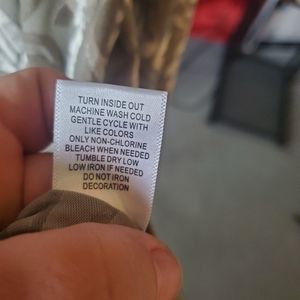 TURN INSIDE OUT
MACHINE WASH COLD
GENTLE CYCLE WITH
LIKE COLORS
ONLY NON-CHLORINE
BLEACH WHEN NEEDED
TUMBLE DRY LOW
LOW IRON IF NEEDED
DO NOT IRON
DECORATION